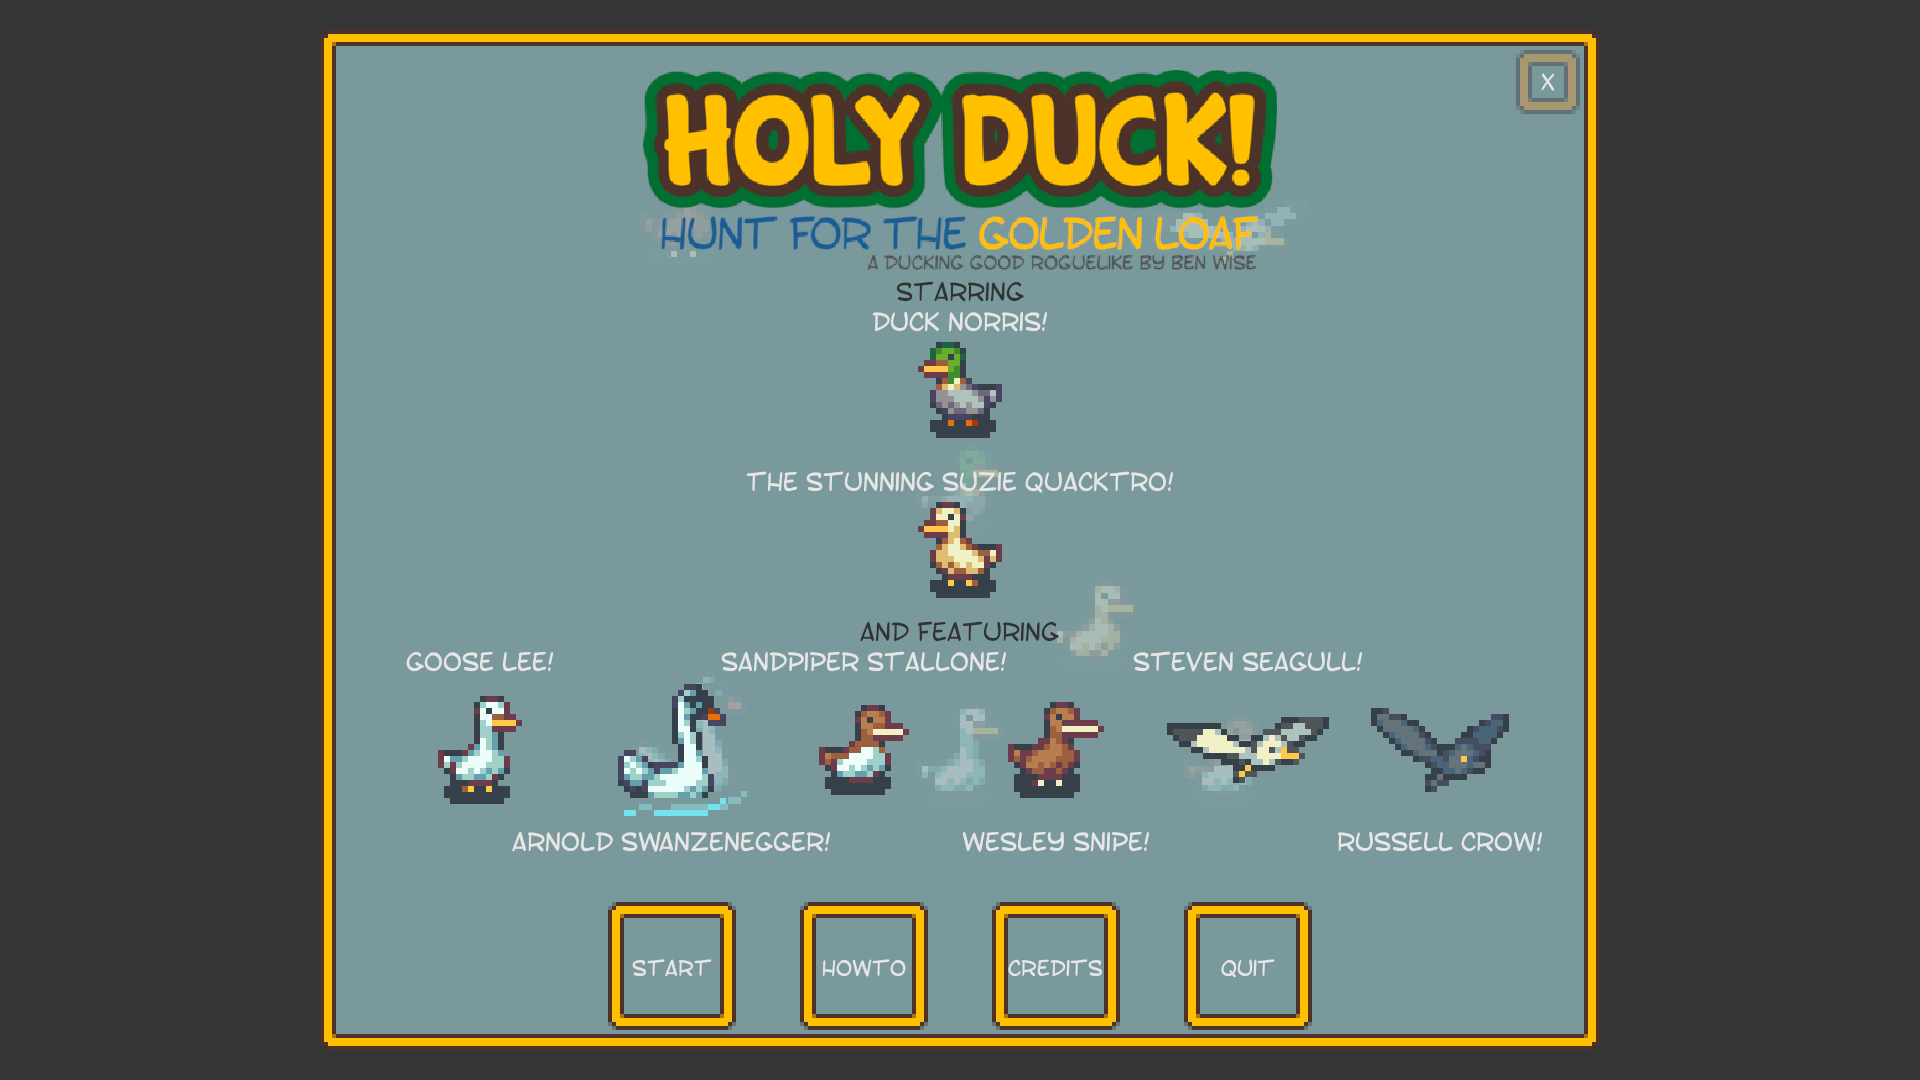 X
HOLY DUCK!
HUNT FOR THE GOLDEN LOAF
A DUCKING GOOD ROGUELIKE BY BEN WISE
STARRING
DUCK NORRIS!
THE STUNNING SUZIE QUACKTRO!
AND FEATURING
GOOSE LEE! SANDPIPER STALLONE! STEVEN SEAGULL!
ARNOLD SWANZENEGGER! WESLEY SNIPE! RUSSELL CROW!
START HOWTO CREDITS QUIT